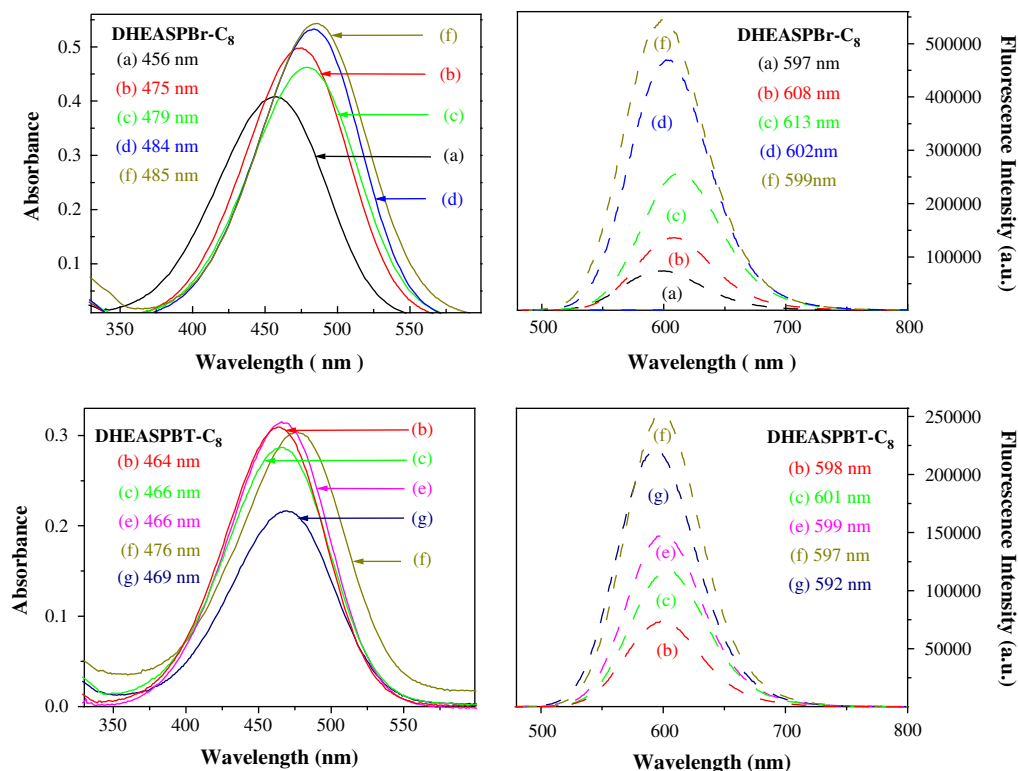 DHEASPBr-C8
(a) 456 nm
(b) 475 nm
(c) 479 nm
(d) 484 nm
(f) 485 nm
(f)
(b)
(c)
(a)
(d)
0.5
0.4
0.3
0.2
0.1
Absorbance
350 400 450 500 550
Wavelength ( nm )
DHEASPBr-C8
(a) 597 nm
(b) 608 nm
(c) 613 nm
(d) 602nm
(f) 599nm
(f)
(d)
(c)
(b)
(a)
500000
400000
300000
200000
100000
Fluorescence Intensity (a.u.)
500 600 700 800
Wavelength ( nm )
DHEASPBT-C8
(b) 464 nm
(c) 466 nm
(e) 466 nm
(f) 476 nm
(g) 469 nm
(b)
(c)
(e)
(g)
(f)
0.3
0.2
0.1
0.0
Absorbance
350 400 450 500 550
Wavelength (nm)
DHEASPBT-C8
(b) 598 nm
(c) 601 nm
(e) 599 nm
(f) 597 nm
(g) 592 nm
(f)
(g)
(e)
(c)
(b)
250000
200000
150000
100000
50000
Fluorescence Intensity (a.u.)
500 600 700 800
Wavelength (nm)